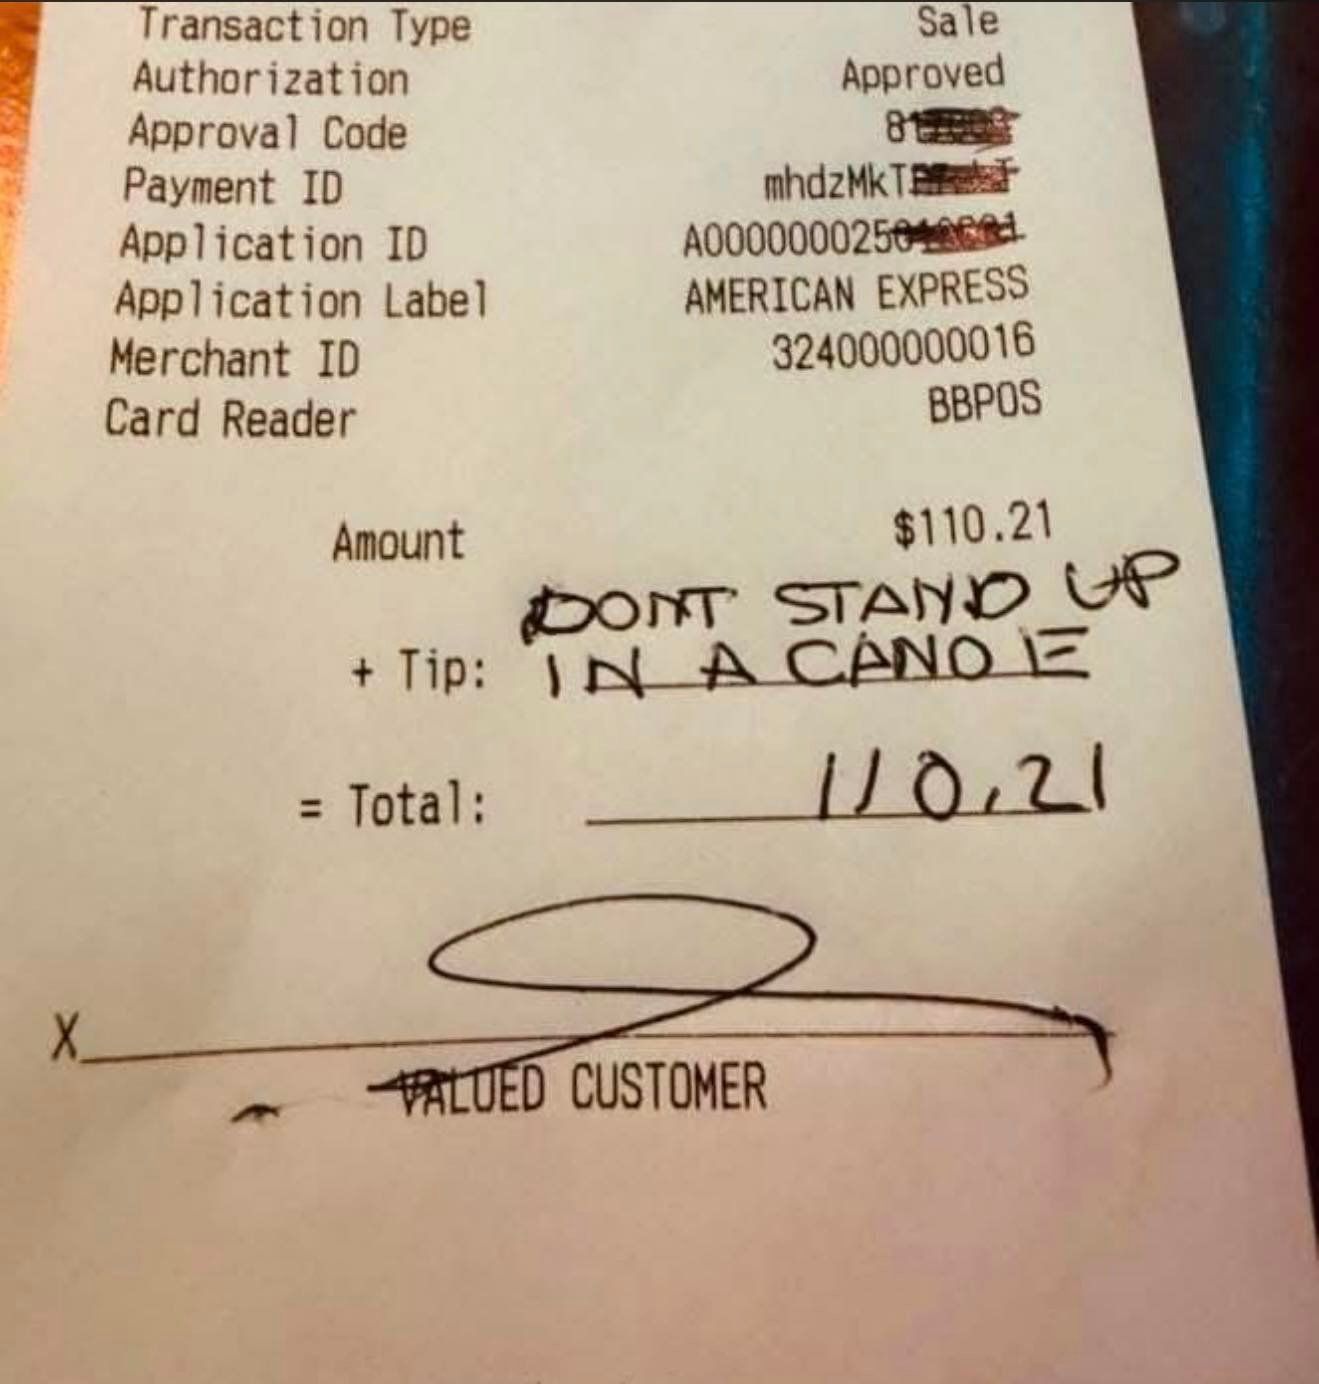 Transaction Type Sale
Authorization Approved
Approval Code
Payment ID
Application ID
Application Label AMERICAN EXPRESS
Merchant ID 324000000016
Card Reader BBPOS
Amount $110.21
DONT STAND UP
+ Tip: IN A CANOE
= Total: 110.21
X
VALUED CUSTOMER